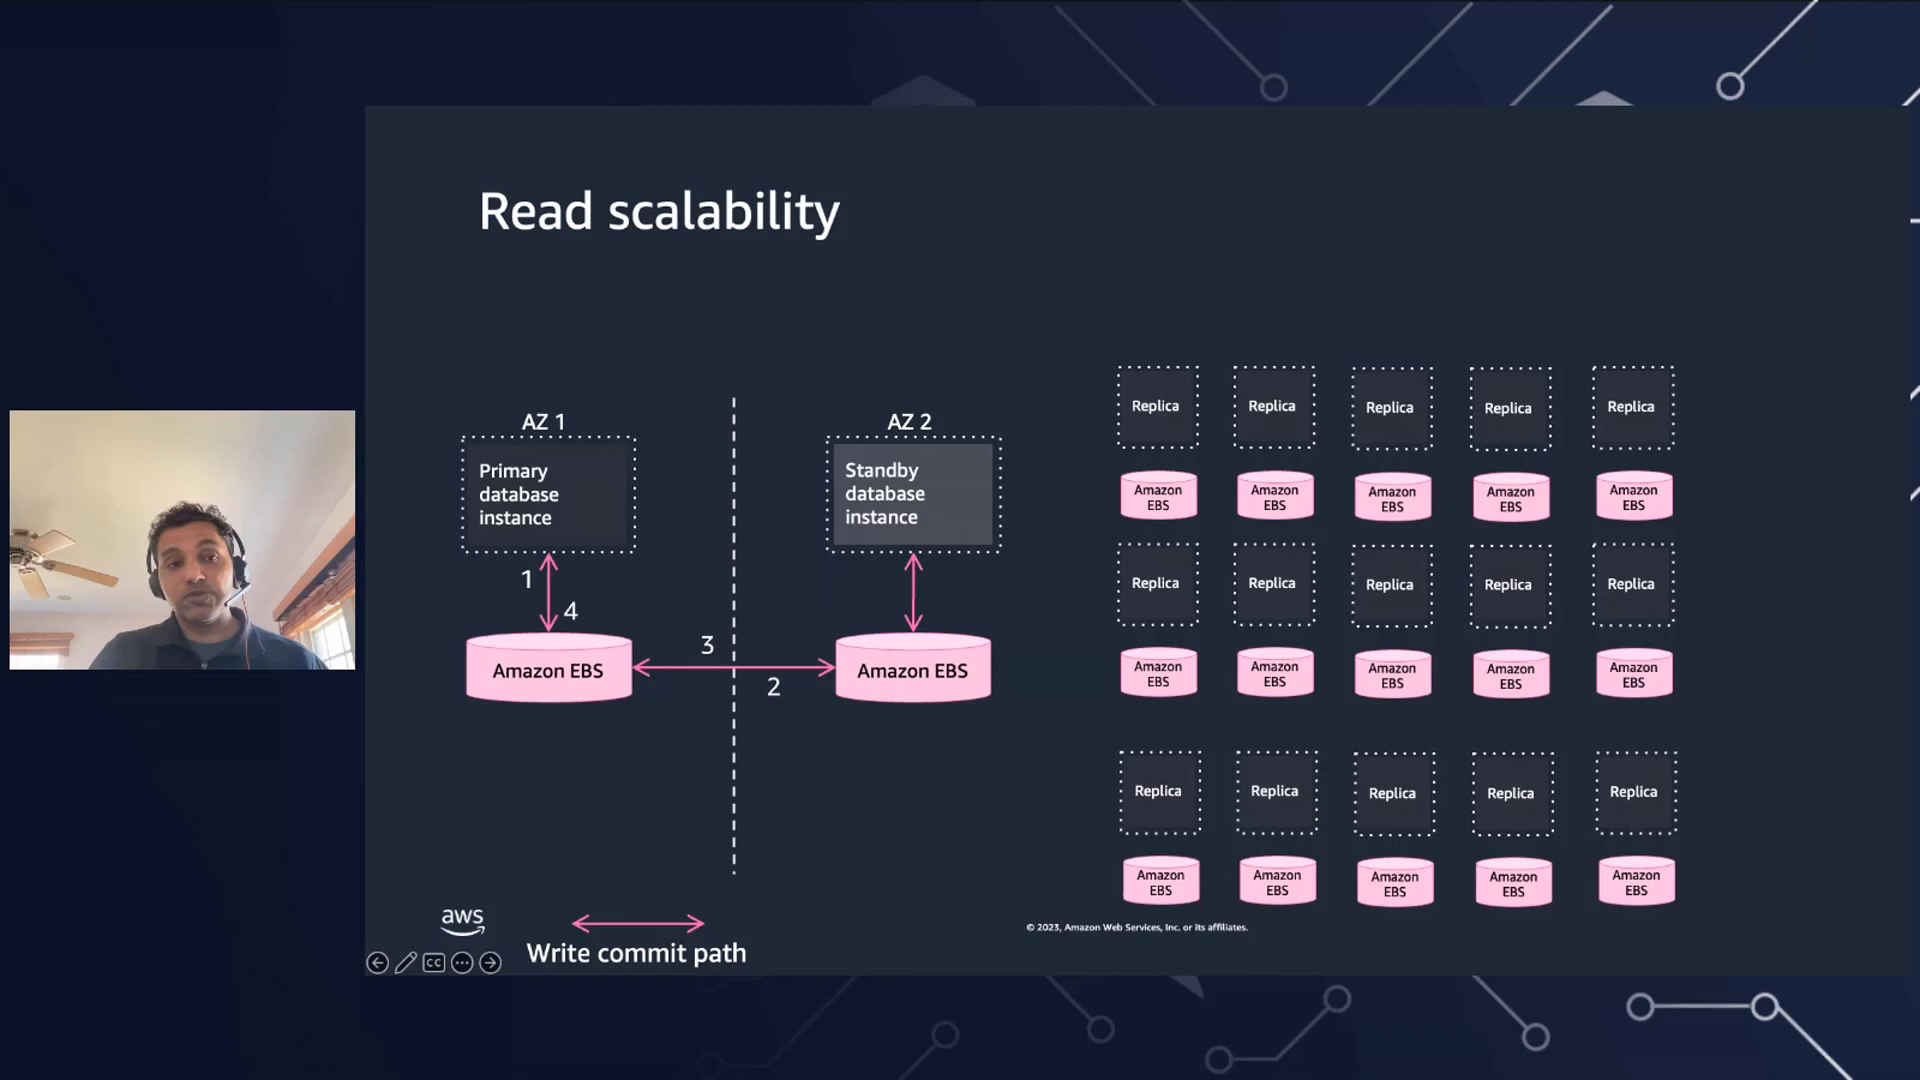 Read scalability
AZ 1
Primary
database
instance
1
4
Amazon EBS
3
2
AZ 2
Standby
database
instance
Amazon EBS
Replica
Replica
Replica
Replica
Replica
Amazon
EBS
Amazon
EBS
Amazon
EBS
Amazon
EBS
Amazon
EBS
Replica
Replica
Replica
Replica
Replica
Amazon
EBS
Amazon
EBS
Amazon
EBS
Amazon
EBS
Amazon
EBS
Replica
Replica
Replica
Replica
Replica
Amazon
EBS
Amazon
EBS
Amazon
EBS
Amazon
EBS
Amazon
EBS
aws
Write commit path
© 2023, Amazon Web Services, Inc. or its affiliates.
CC